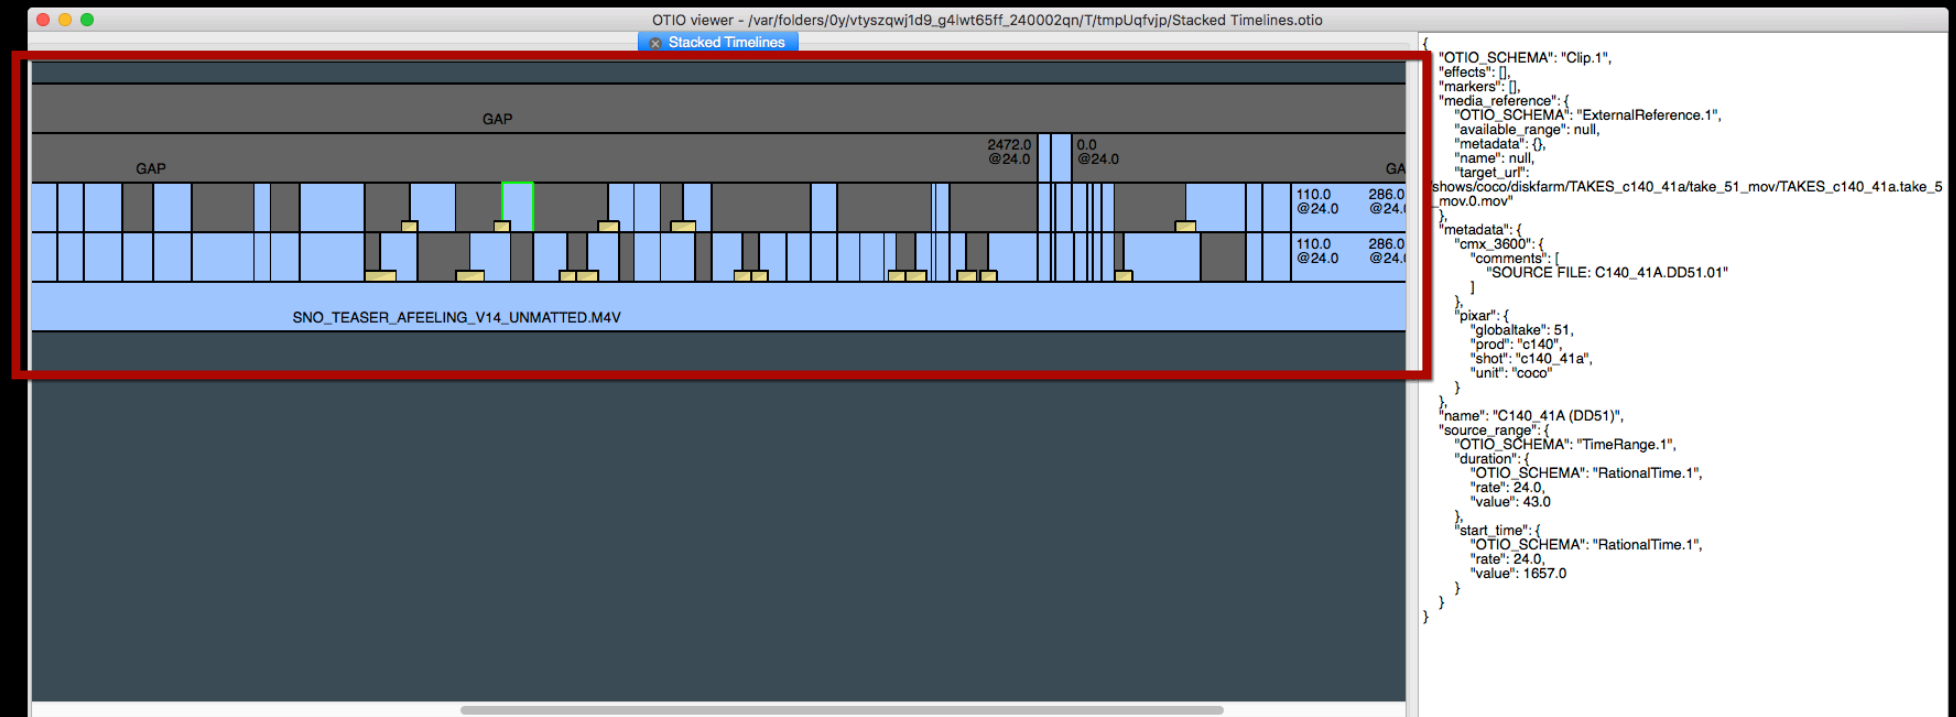 OTIO viewer - /var/folders/0y/vtyszqwj1d9_g4lwt65ff_240002qn/T/tmpUqfvjp/Stacked Timelines.otio
Stacked Timelines
GAP
2472.0
@24.0
0.0
@24.0
GAP
GA
110.0
@24.0
286.0
@24.
110.0
@24.0
286.0
@24.
SNO_TEASER_AFEELING_V14_UNMATTED.M4V
{
"OTIO_SCHEMA": "Clip.1",
"effects": [],
"markers": [],
"media_reference": {
"OTIO_SCHEMA": "ExternalReference.1",
"available_range": null,
"metadata": {},
"name": null,
"target_url":
shows/coco/diskfarm/TAKES_c140_41a/take_51_mov/TAKES_c140_41a.take_5
_mov.0.mov"
},
"metadata": {
"cmx_3600": {
"comments": [
"SOURCE FILE: C140_41A.DD51.01"
]
},
"pixar": {
"globaltake": 51,
"prod": "c140",
"shot": "c140_41a",
"unit": "coco"
}
},
"name": "C140_41A (DD51)",
"source_range": {
"OTIO_SCHEMA": "TimeRange.1",
"duration": {
"OTIO_SCHEMA": "RationalTime.1",
"rate": 24.0,
"value": 43.0
},
"start_time": {
"OTIO_SCHEMA": "RationalTime.1",
"rate": 24.0,
"value": 1657.0
}
}
}